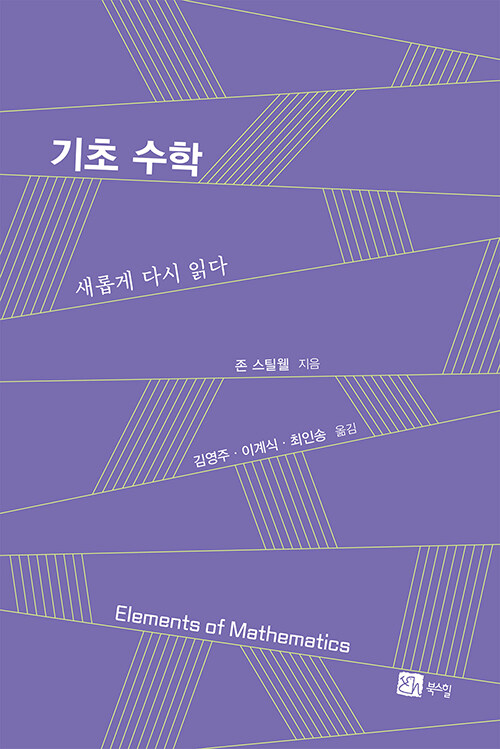 기초 수학
새롭게 다시 읽다
존 스틸웰 지음
김영주 · 이계식 · 최인송 옮김
Elements of Mathematics
북스힐